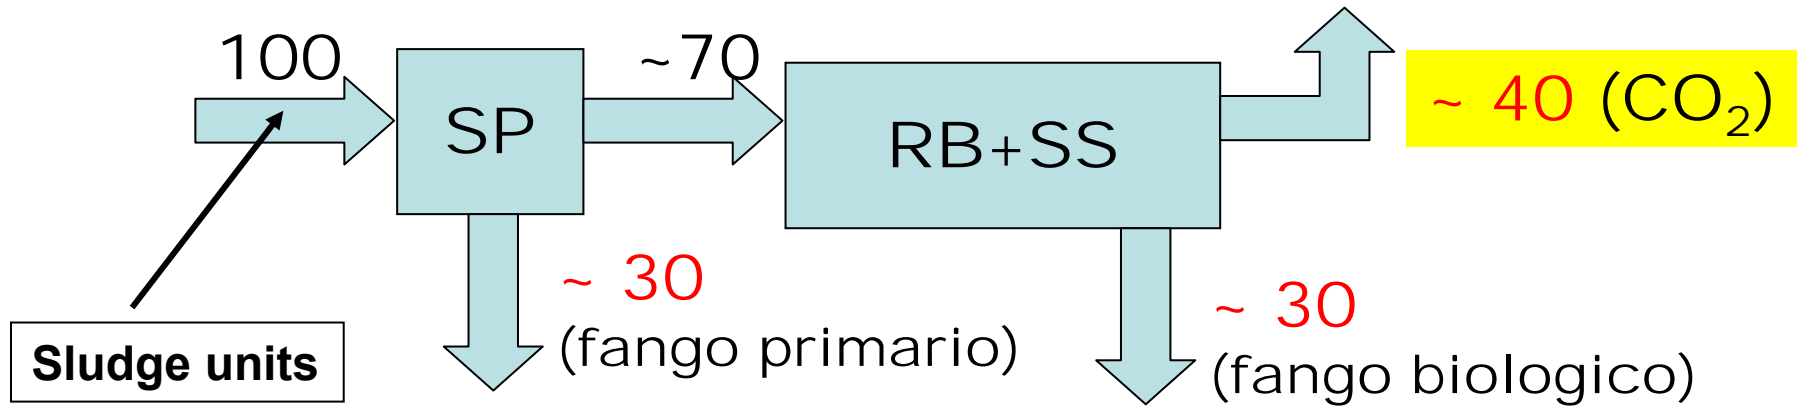 100
~70
SP
RB+SS
~ 40 (CO₂)
~ 30
(fango primario)
~ 30
(fango biologico)
Sludge units